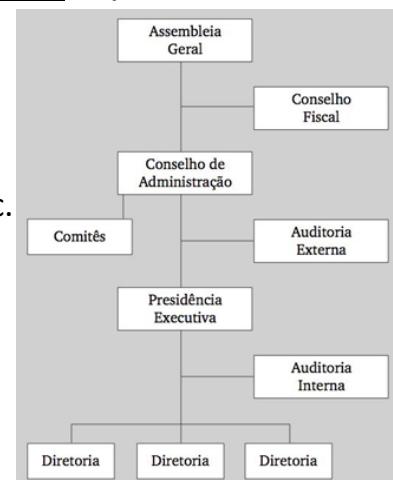 Assembleia
Geral
Conselho
Fiscal
Conselho de
Administração
c.
Comitês
Auditoria
Externa
Presidência
Executiva
Auditoria
Interna
Diretoria
Diretoria
Diretoria